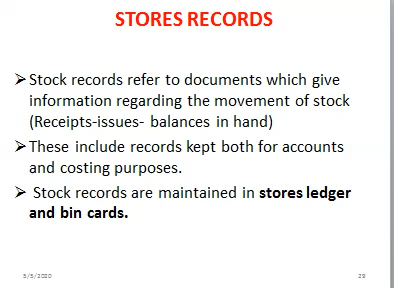 STORES RECORDS
➢Stock records refer to documents which give
information regarding the movement of stock
(Receipts-issues- balances in hand)
➢These include records kept both for accounts
and costing purposes.
➢ Stock records are maintained in stores ledger
and bin cards.
5/5/2020 29